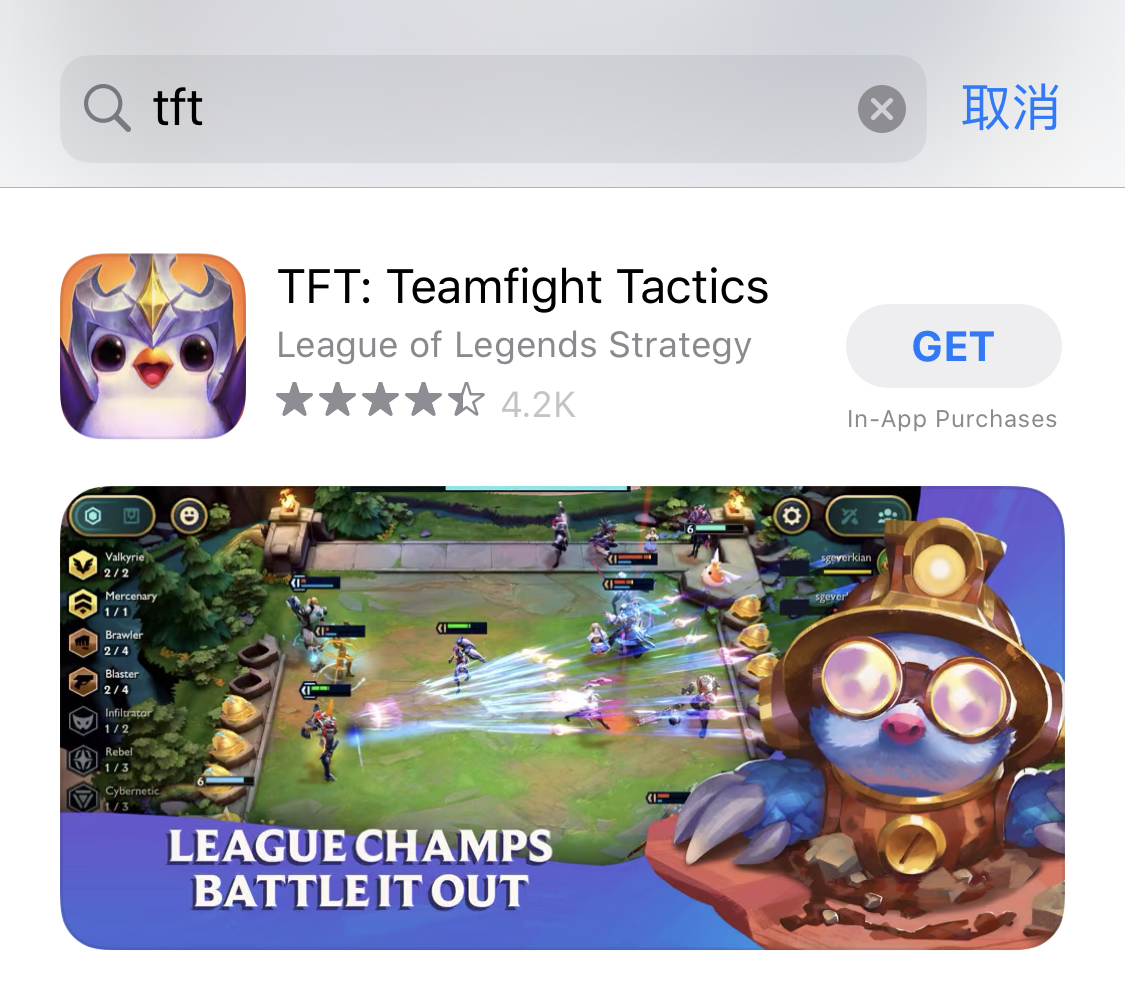 tft
取消
TFT: Teamfight Tactics
League of Legends Strategy
4.2K
GET
In-App Purchases
Valkyrie
2 / 2
Mercenary
1 / 1
Brawler
2 / 4
Blaster
2 / 4
Infiltrator
1 / 2
Rebel
1 / 3
Cybernetic
1 / 3
6
6
sgeverkian
LEAGUE CHAMPS
BATTLE IT OUT